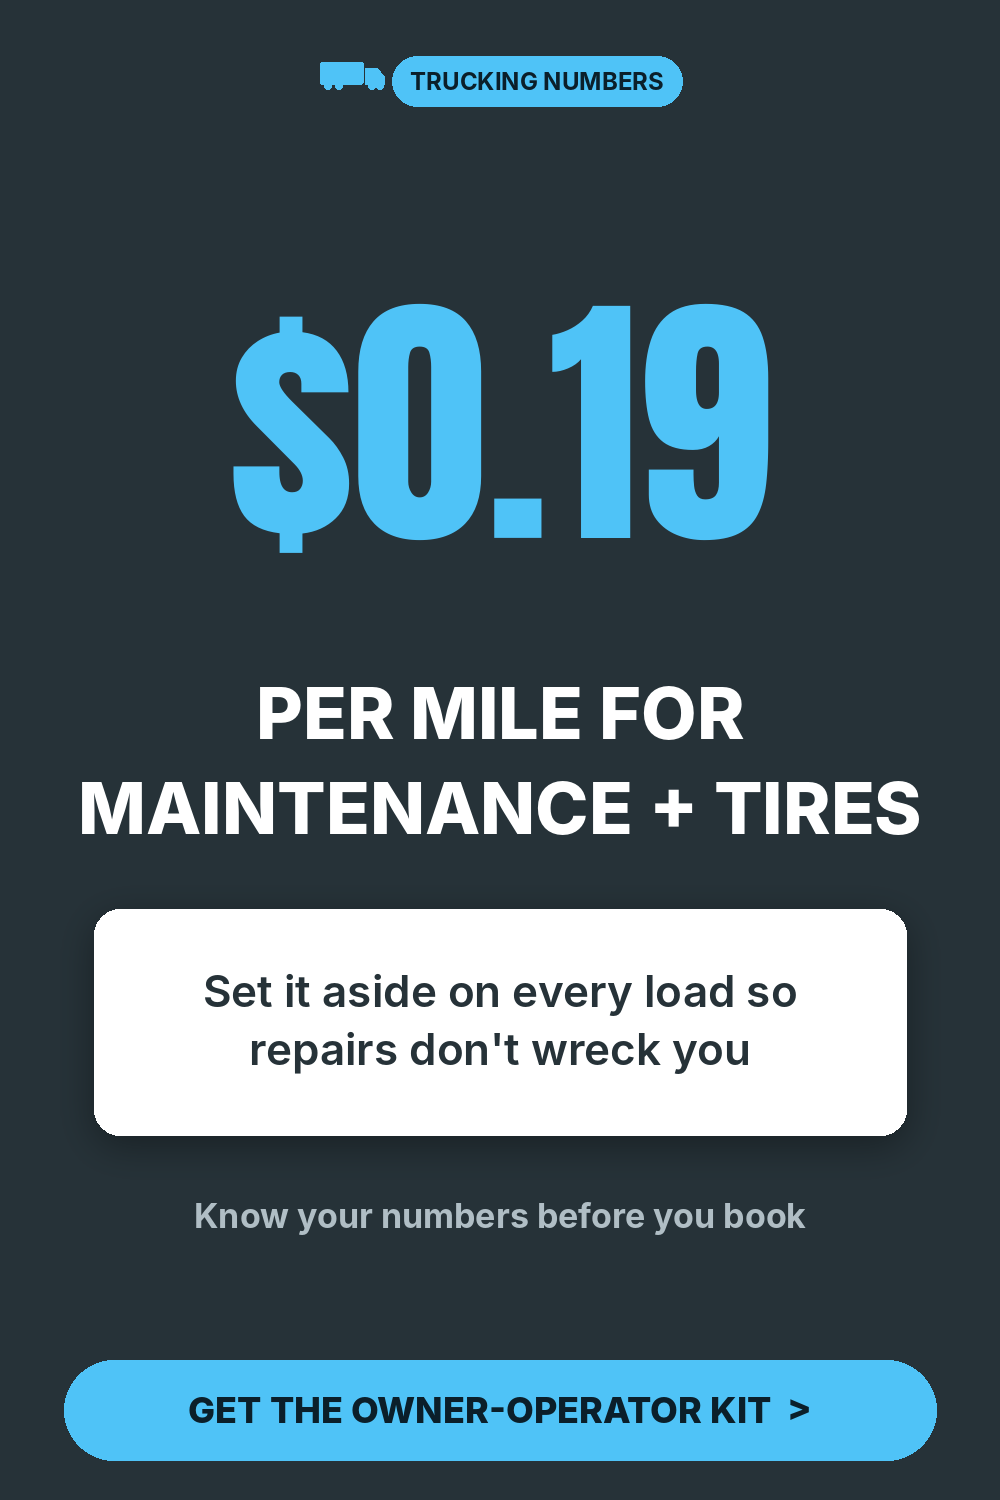 TRUCKING NUMBERS
$0.19
PER MILE FOR
MAINTENANCE + TIRES
Set it aside on every load so
repairs don't wreck you
Know your numbers before you book
GET THE OWNER-OPERATOR KIT >